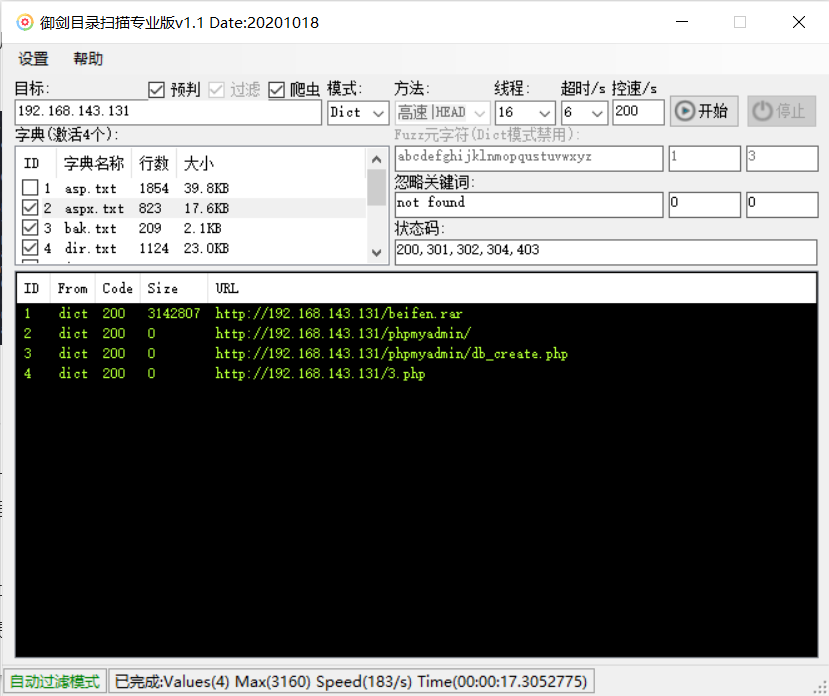 御剑目录扫描专业版v1.1 Date:20201018
设置 帮助
目标: 预判 过滤 爬虫 模式: 方法: 线程: 超时/s 控速/s
192.168.143.131 Dict 高速|HEAD 16 6 200 开始 停止
字典(激活4个): Fuzz元字符(Dict模式禁用):
abcdefghijklnmopqustuvwxyz 1 3
ID 字典名称 行数 大小
忽略关键词:
1 asp.txt 1854 39.8KB
2 aspx.txt 823 17.6KB
not found 0 0
3 bak.txt 209 2.1KB
状态码:
4 dir.txt 1124 23.0KB
200,301,302,304,403
ID From Code Size URL
1 dict 200 3142807 http://192.168.143.131/beifen.rar
2 dict 200 0 http://192.168.143.131/phpmyadmin/
3 dict 200 0 http://192.168.143.131/phpmyadmin/db_create.php
4 dict 200 0 http://192.168.143.131/3.php
自动过滤模式 已完成:Values(4) Max(3160) Speed(183/s) Time(00:00:17.3052775)